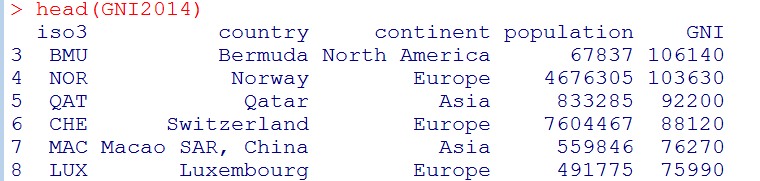 > head(GNI2014)
iso3 country continent population GNI
3 BMU Bermuda North America 67837 106140
4 NOR Norway Europe 4676305 103630
5 QAT Qatar Asia 833285 92200
6 CHE Switzerland Europe 7604467 88120
7 MAC Macao SAR, China Asia 559846 76270
8 LUX Luxembourg Europe 491775 75990